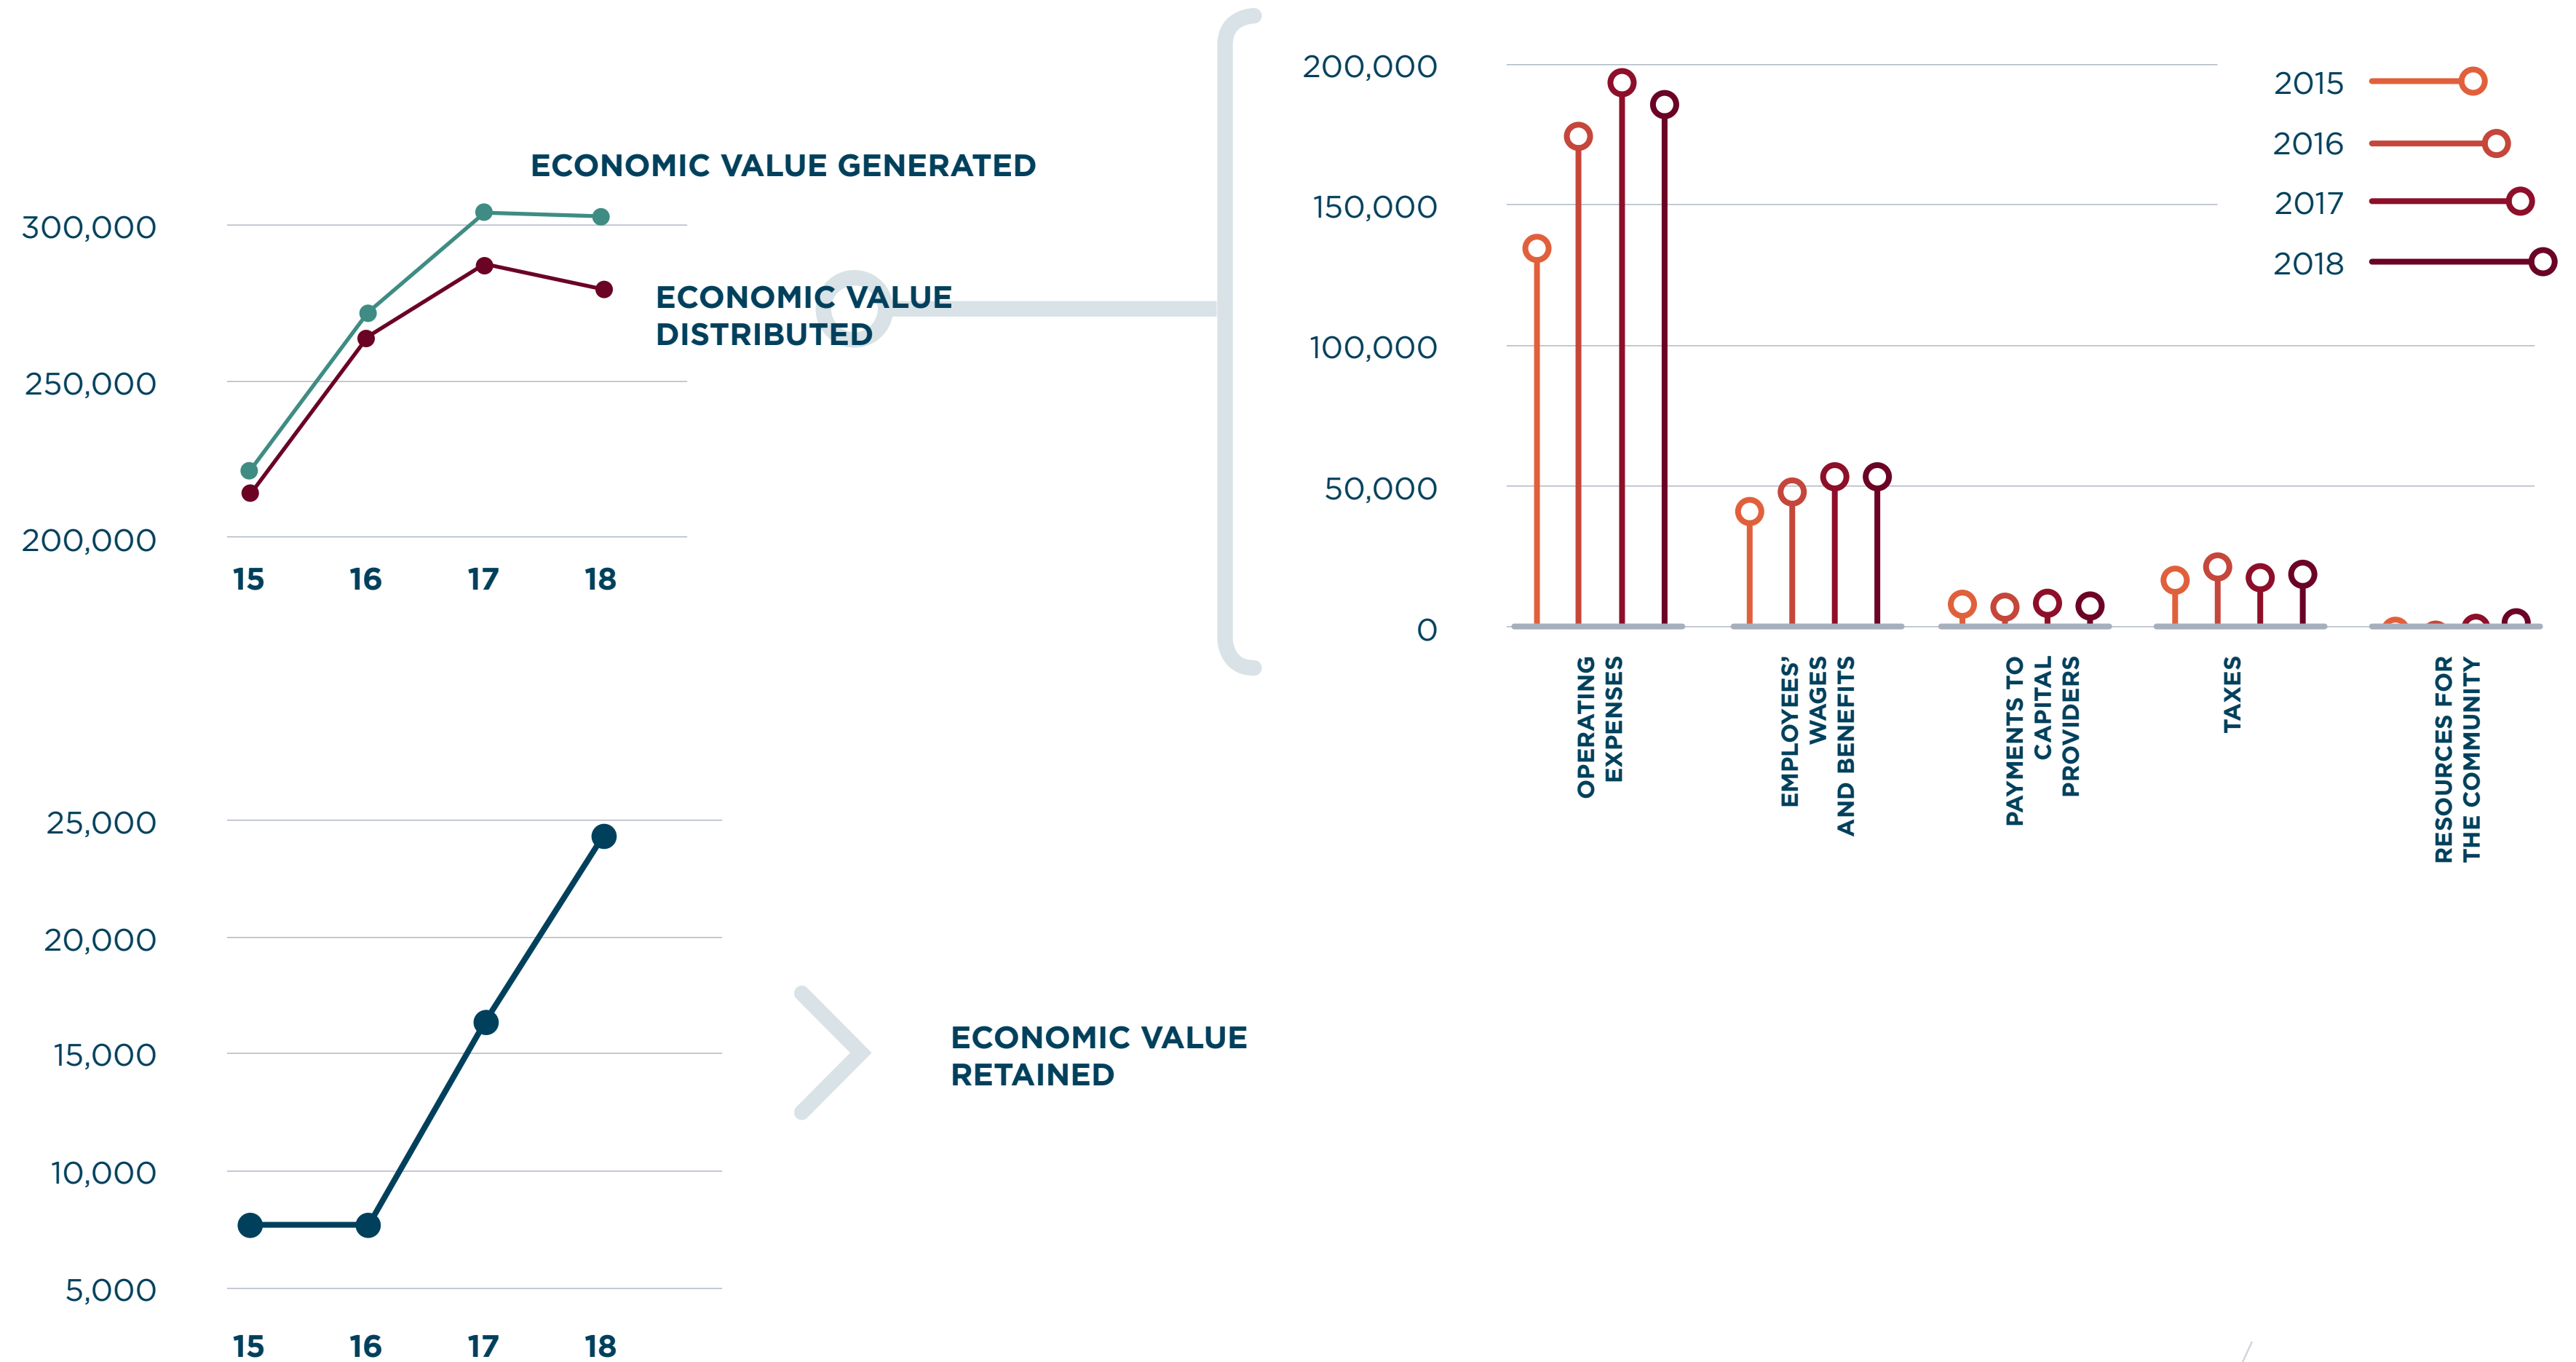 ECONOMIC VALUE GENERATED
300,000
250,000
200,000
15 16 17 18
ECONOMIC VALUE
DISTRIBUTED
200,000
150,000
100,000
50,000
0
2015
2016
2017
2018
OPERATING
EXPENSES
EMPLOYEES’
WAGES
AND BENEFITS
PAYMENTS TO
CAPITAL
PROVIDERS
TAXES
RESOURCES FOR
THE COMMUNITY
25,000
20,000
15,000
10,000
5,000
15 16 17 18
ECONOMIC VALUE
RETAINED